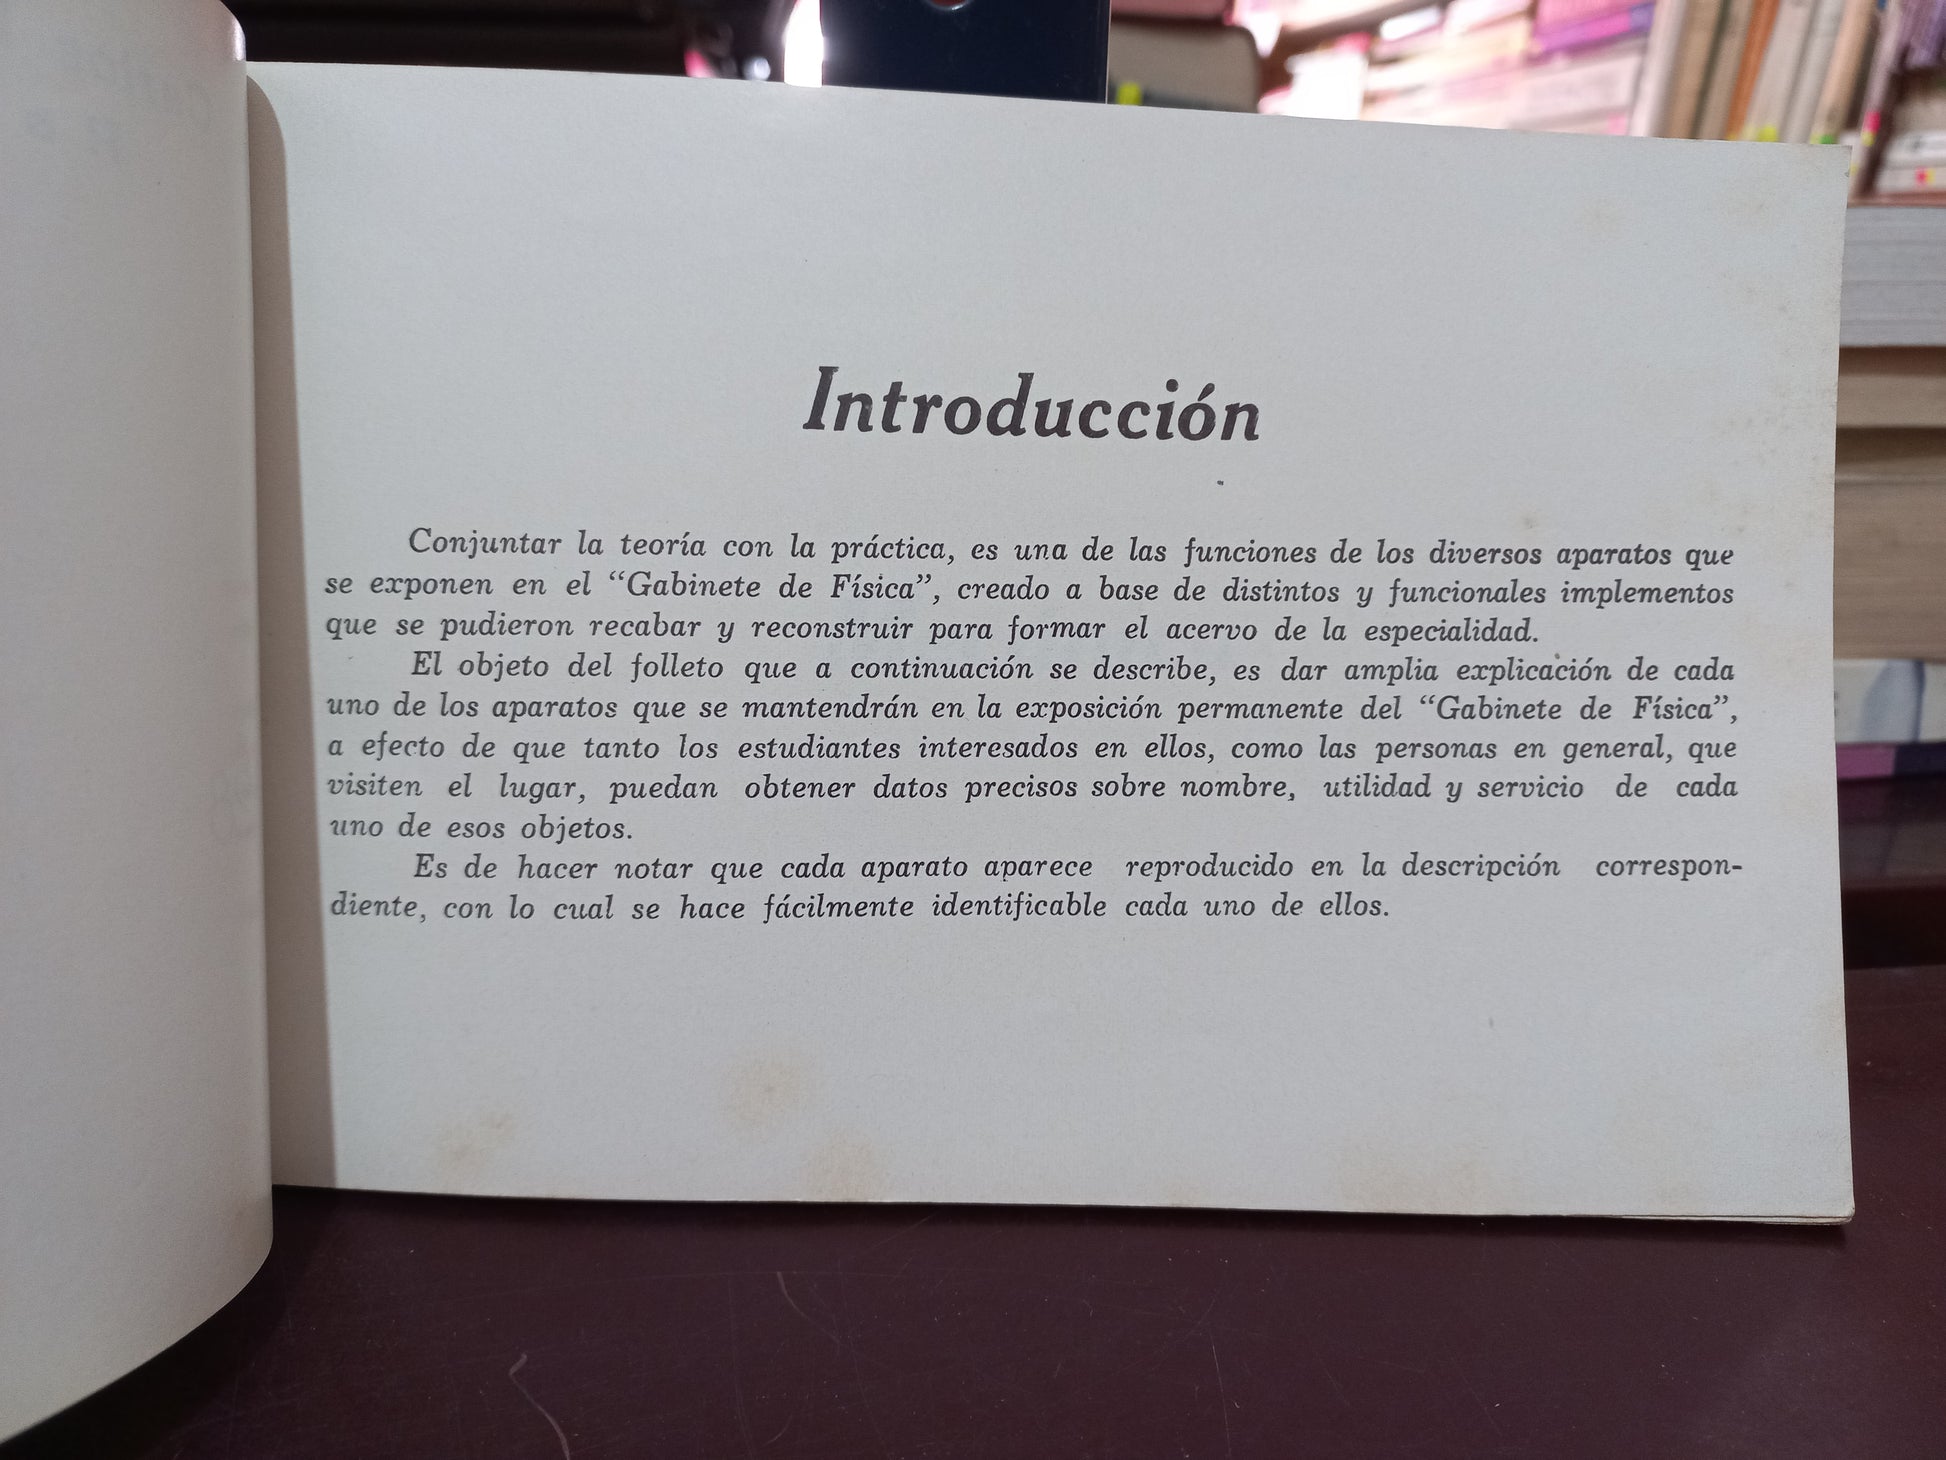 Introducción
Conjuntar la teoría con la práctica, es una de las funciones de los diversos aparatos que
se exponen en el “Gabinete de Física”, creado a base de distintos y funcionales implementos
que se pudieron recabar y reconstruir para formar el acervo de la especialidad.
El objeto del folleto que a continuación se describe, es dar amplia explicación de cada
uno de los aparatos que se mantendrán en la exposición permanente del “Gabinete de Física”,
a efecto de que tanto los estudiantes interesados en ellos, como las personas en general, que
visiten el lugar, puedan obtener datos precisos sobre nombre, utilidad y servicio de cada
uno de esos objetos.
Es de hacer notar que cada aparato aparece reproducido en la descripción correspon-
diente, con lo cual se hace fácilmente identificable cada uno de ellos.